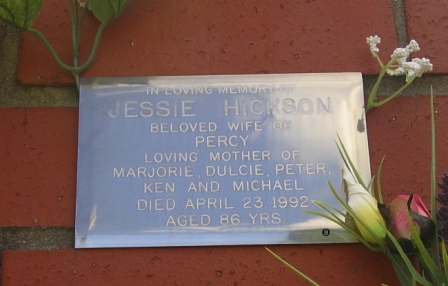 IN LOVING MEMORY OF
JESSIE HICKSON
BELOVED WIFE OF
PERCY
LOVING MOTHER OF
MARJORIE, DULCIE, PETER,
KEN AND MICHAEL
DIED APRIL 23, 1992
AGED 86 YRS.